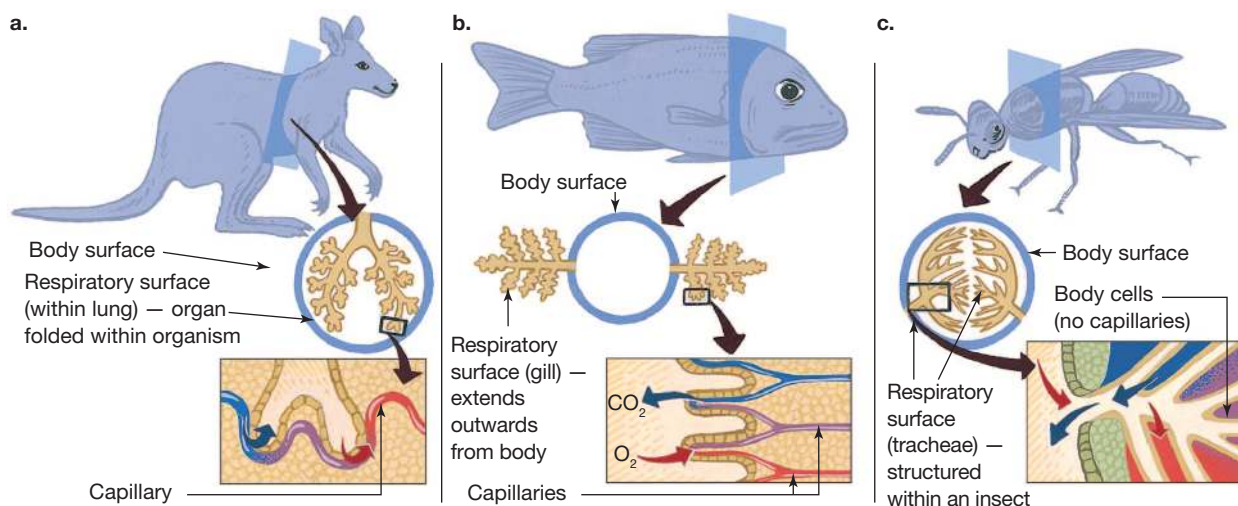 a.
Body surface
Respiratory surface
(within lung) — organ
folded within organism
Capillary
b.
Body surface
Respiratory
surface (gill) —
extends
outwards
from body
CO₂
O₂
Capillaries
c.
Body surface
Body cells
(no capillaries)
Respiratory
surface
(tracheae) —
structured
within an insect